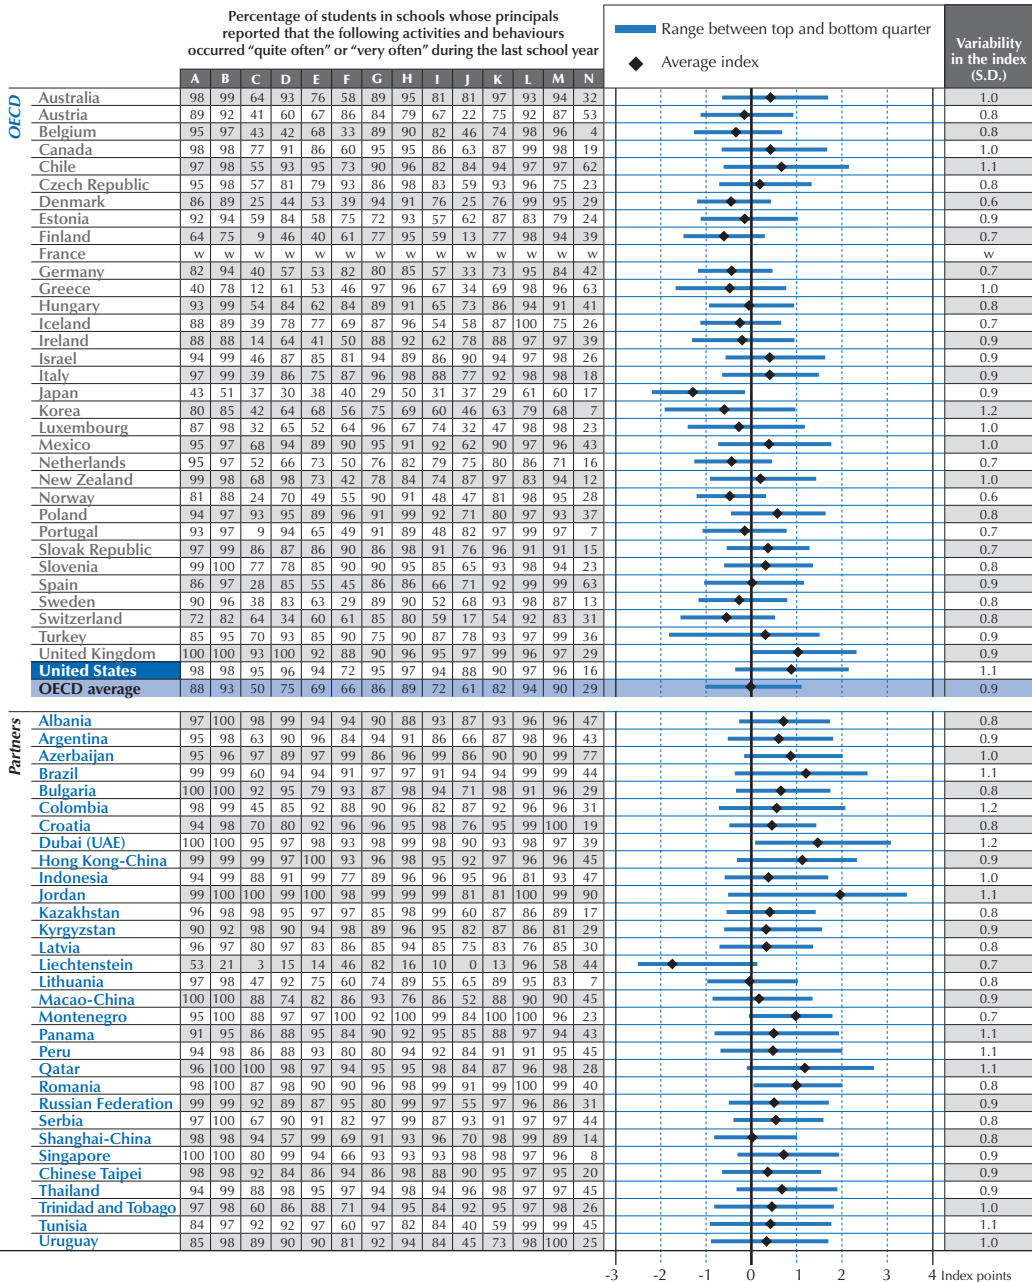 Percentage of students in schools whose principals
reported that the following activities and behaviours
occurred “quite often” or “very often” during the last school year
Range between top and bottom quarter
Average index
Variability
in the index
(S.D.)
A B C D E F G H I J K L M N
OECD
Australia 98 99 64 93 76 58 89 95 81 81 97 93 94 32 1.0
Austria 89 92 41 60 67 86 84 79 67 22 75 92 87 53 0.8
Belgium 95 97 43 42 68 33 89 90 82 46 74 98 96 4 0.8
Canada 98 98 77 91 86 60 95 95 86 63 87 99 98 19 1.0
Chile 97 98 55 93 95 73 90 96 82 84 94 97 97 62 1.1
Czech Republic 95 98 57 81 79 93 86 98 83 59 93 96 75 23 0.8
Denmark 86 89 25 44 53 39 94 91 76 25 76 99 95 29 0.6
Estonia 92 94 59 84 58 75 72 93 57 62 87 83 79 24 0.9
Finland 64 75 9 46 40 61 77 95 59 13 77 98 94 39 0.7
France w w w w w w w w w w w w w w w
Germany 82 94 40 57 53 82 80 85 57 33 73 95 84 42 0.7
Greece 40 78 12 61 53 46 97 96 67 34 69 98 96 63 1.0
Hungary 93 99 54 84 62 84 89 91 65 73 86 94 91 41 0.8
Iceland 88 89 39 78 77 69 87 96 54 58 87 100 75 26 0.7
Ireland 88 88 14 64 41 50 88 92 62 78 88 97 97 39 0.9
Israel 94 99 46 87 85 81 94 89 86 90 94 97 98 26 0.9
Italy 97 99 39 86 75 87 96 98 88 77 92 98 98 18 0.9
Japan 43 51 37 30 38 40 29 50 31 37 29 61 60 17 0.9
Korea 80 85 42 64 68 56 75 69 60 46 63 79 68 7 1.2
Luxembourg 87 98 32 65 52 64 96 67 74 32 47 98 98 23 1.0
Mexico 95 97 68 94 89 90 95 91 92 62 90 97 96 43 1.0
Netherlands 95 97 52 66 73 50 76 82 79 75 80 86 71 16 0.7
New Zealand 99 98 68 98 73 42 78 84 74 87 97 83 94 12 1.0
Norway 81 88 24 70 49 55 90 91 48 47 81 98 95 28 0.6
Poland 94 97 93 95 89 96 91 99 92 71 80 97 93 37 0.8
Portugal 93 97 9 94 65 49 91 89 48 82 97 99 97 7 0.7
Slovak Republic 97 99 86 87 86 90 86 98 91 76 96 91 91 15 0.7
Slovenia 99 100 77 78 85 90 90 95 85 65 93 98 94 23 0.8
Spain 86 97 28 85 55 45 86 86 66 71 92 99 99 63 0.9
Sweden 90 96 38 83 63 29 89 90 52 68 93 98 87 13 0.8
Switzerland 72 82 64 34 60 61 85 80 59 17 54 92 83 31 0.8
Turkey 85 95 70 93 85 90 75 90 87 78 93 97 99 36 0.9
United Kingdom 100 100 93 100 92 88 90 96 95 97 99 96 97 29 0.9
United States 98 98 95 96 94 72 95 97 94 88 90 97 96 16 1.1
OECD average 88 93 50 75 69 66 86 89 72 61 82 94 90 29 0.9
Partners
Albania 97 100 98 99 94 94 90 88 93 87 93 96 96 47 0.8
Argentina 95 98 63 90 96 84 94 91 86 66 87 98 96 43 0.9
Azerbaijan 95 96 97 89 97 99 86 96 99 86 90 90 99 77 1.0
Brazil 99 99 60 94 94 91 97 97 91 94 94 99 99 44 1.1
Bulgaria 100 100 92 95 79 93 87 98 94 71 98 91 96 29 0.8
Colombia 98 99 45 85 92 88 90 96 82 87 92 96 96 31 1.2
Croatia 94 98 70 80 92 96 96 95 98 76 95 99 100 19 0.8
Dubai (UAE) 100 100 95 97 98 93 98 99 98 90 93 98 97 39 1.2
Hong Kong-China 99 99 99 97 100 93 96 98 95 92 97 96 96 45 0.9
Indonesia 94 99 88 91 99 77 89 96 96 95 96 81 93 47 1.0
Jordan 99 100 100 99 100 98 99 99 99 81 81 100 99 90 1.1
Kazakhstan 96 98 98 95 97 97 85 98 99 60 87 86 89 17 0.8
Kyrgyzstan 90 92 98 90 94 98 89 96 95 82 87 86 81 29 0.9
Latvia 96 97 80 97 83 86 85 94 85 75 83 76 85 30 0.8
Liechtenstein 53 21 3 15 14 46 82 16 10 0 13 96 58 44 0.7
Lithuania 97 98 47 92 75 60 74 89 55 65 89 95 83 7 0.8
Macao-China 100 100 88 74 82 86 93 76 86 52 88 90 90 45 0.9
Montenegro 95 100 88 97 97 100 92 100 99 84 100 100 96 23 0.7
Panama 91 95 86 88 95 84 90 92 95 85 88 97 94 43 1.1
Peru 94 98 86 88 93 80 80 94 92 84 91 91 95 45 1.1
Qatar 96 100 100 98 97 94 95 95 98 84 87 96 98 28 1.1
Romania 98 100 87 98 90 90 96 98 99 91 99 100 99 40 0.8
Russian Federation 99 99 92 89 87 95 80 99 97 55 97 96 86 31 0.9
Serbia 97 100 67 90 91 82 97 99 87 93 91 97 97 44 0.9
Shanghai-China 98 98 94 57 99 69 91 93 96 70 98 99 89 14 0.8
Singapore 100 100 80 99 94 66 93 93 93 98 98 97 96 8 0.9
Chinese Taipei 98 98 92 84 86 94 86 98 88 90 95 97 95 20 0.9
Thailand 94 99 88 98 95 97 94 98 94 96 98 97 97 45 0.9
Trinidad and Tobago 97 98 60 86 88 71 94 95 84 92 95 97 98 26 1.0
Tunisia 84 97 92 92 97 60 97 82 84 40 59 99 99 45 1.1
Uruguay 85 98 89 90 90 81 92 94 84 45 73 98 100 25 1.0
-3 -2 -1 0 1 2 3 4 Index points